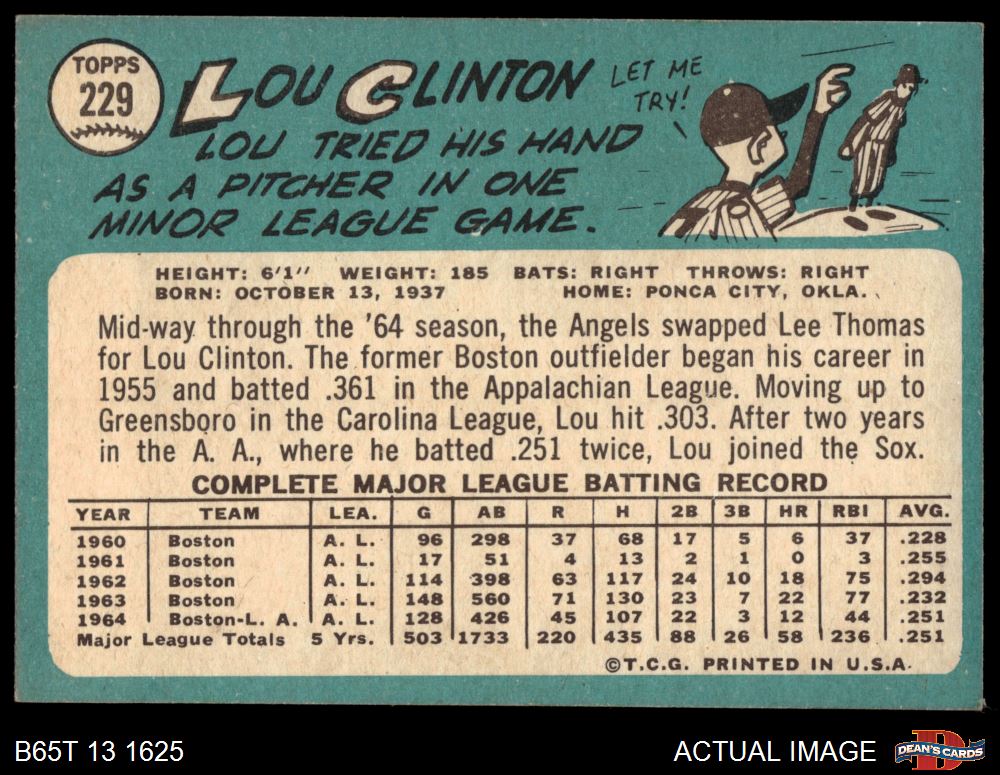 TOPPS
229
LOU CLINTON
LET ME
TRY!
LOU TRIED HIS HAND
AS A PITCHER IN ONE
MINOR LEAGUE GAME.
HEIGHT: 6'1" WEIGHT: 185 BATS: RIGHT THROWS: RIGHT
BORN: OCTOBER 13, 1937 HOME: PONCA CITY, OKLA.
Mid-way through the '64 season, the Angels swapped Lee Thomas
for Lou Clinton. The former Boston outfielder began his career in
1955 and batted .361 in the Appalachian League. Moving up to
Greensboro in the Carolina League, Lou hit .303. After two years
in the A. A., where he batted .251 twice, Lou joined the Sox.
COMPLETE MAJOR LEAGUE BATTING RECORD
YEAR TEAM LEA. G AB R H 2B 3B HR RBI AVG.
1960 Boston A. L. 96 298 37 68 17 5 6 37 .228
1961 Boston A. L. 17 51 4 13 2 1 0 3 .255
1962 Boston A. L. 114 398 63 117 24 10 18 75 .294
1963 Boston A. L. 148 560 71 130 23 7 22 77 .232
1964 Boston-L. A. A. L. 128 426 45 107 22 3 12 44 .251
Major League Totals 5 Yrs. 503 1733 220 435 88 26 58 236 .251
©T.C.G. PRINTED IN U.S.A.
B65T 13 1625
ACTUAL IMAGE
DEAN'S CARDS